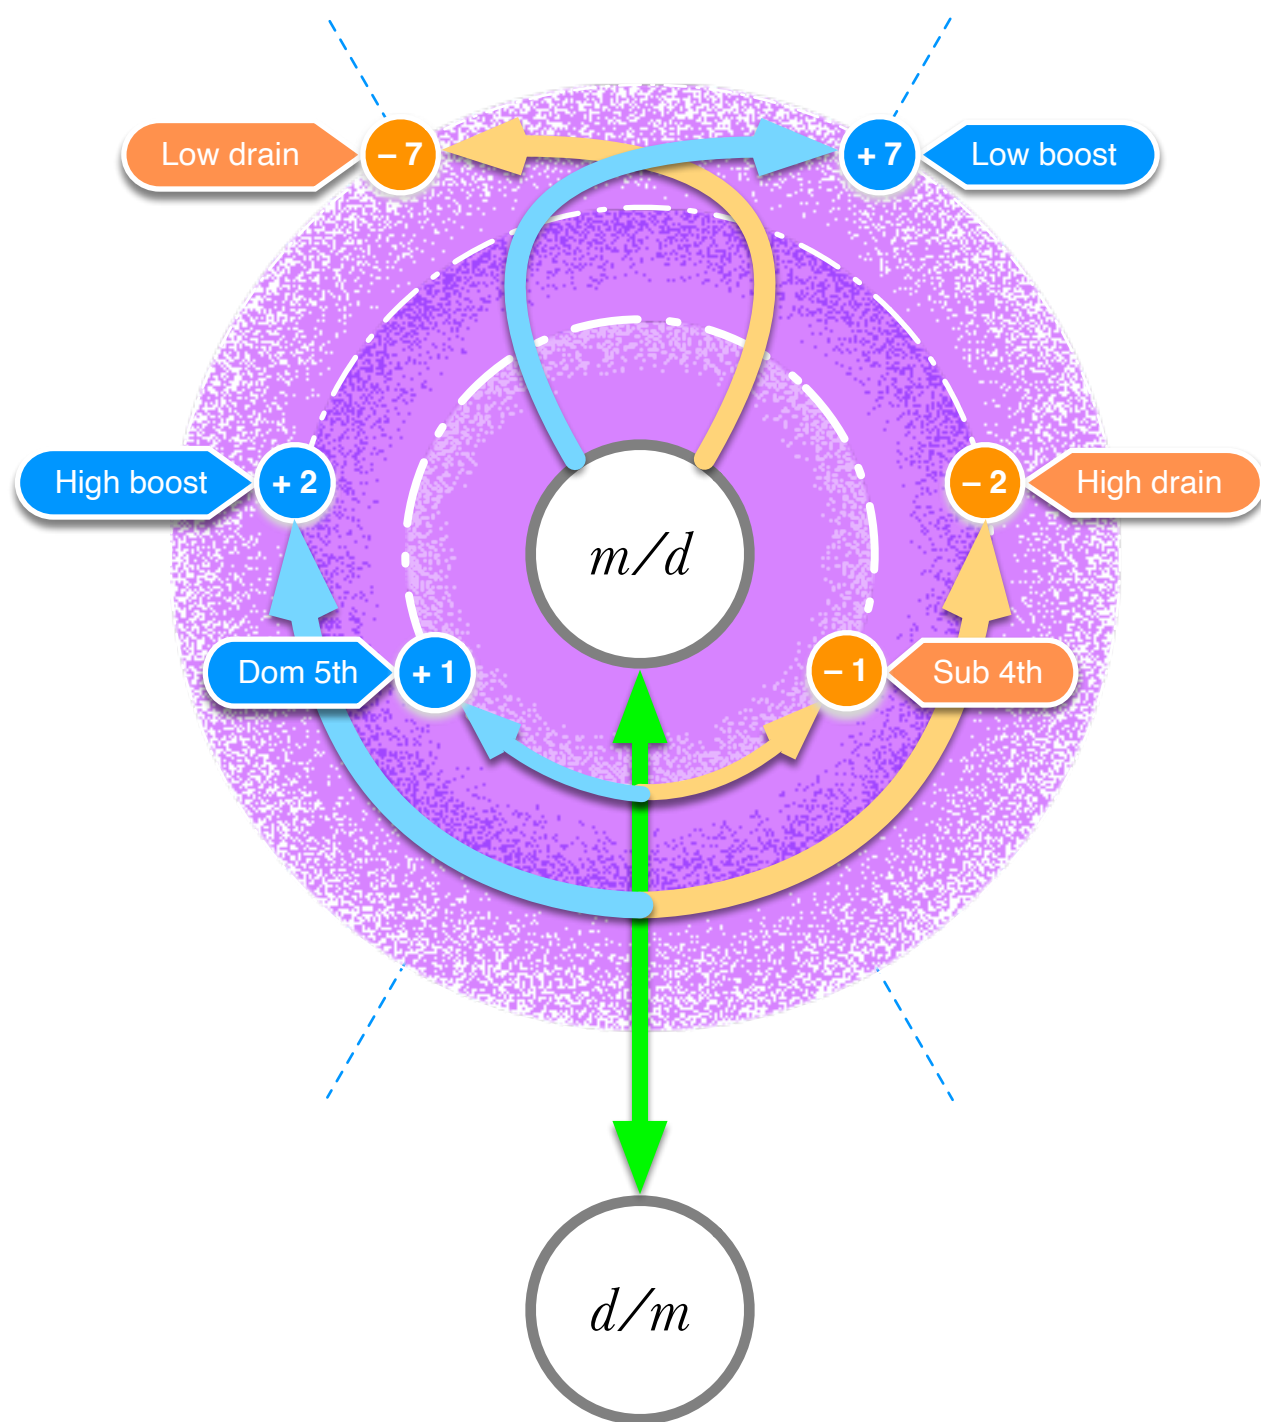 Low drain
– 7
+ 7
Low boost
High boost
+ 2
– 2
High drain
m/d
Dom 5th
+ 1
– 1
Sub 4th
d/m